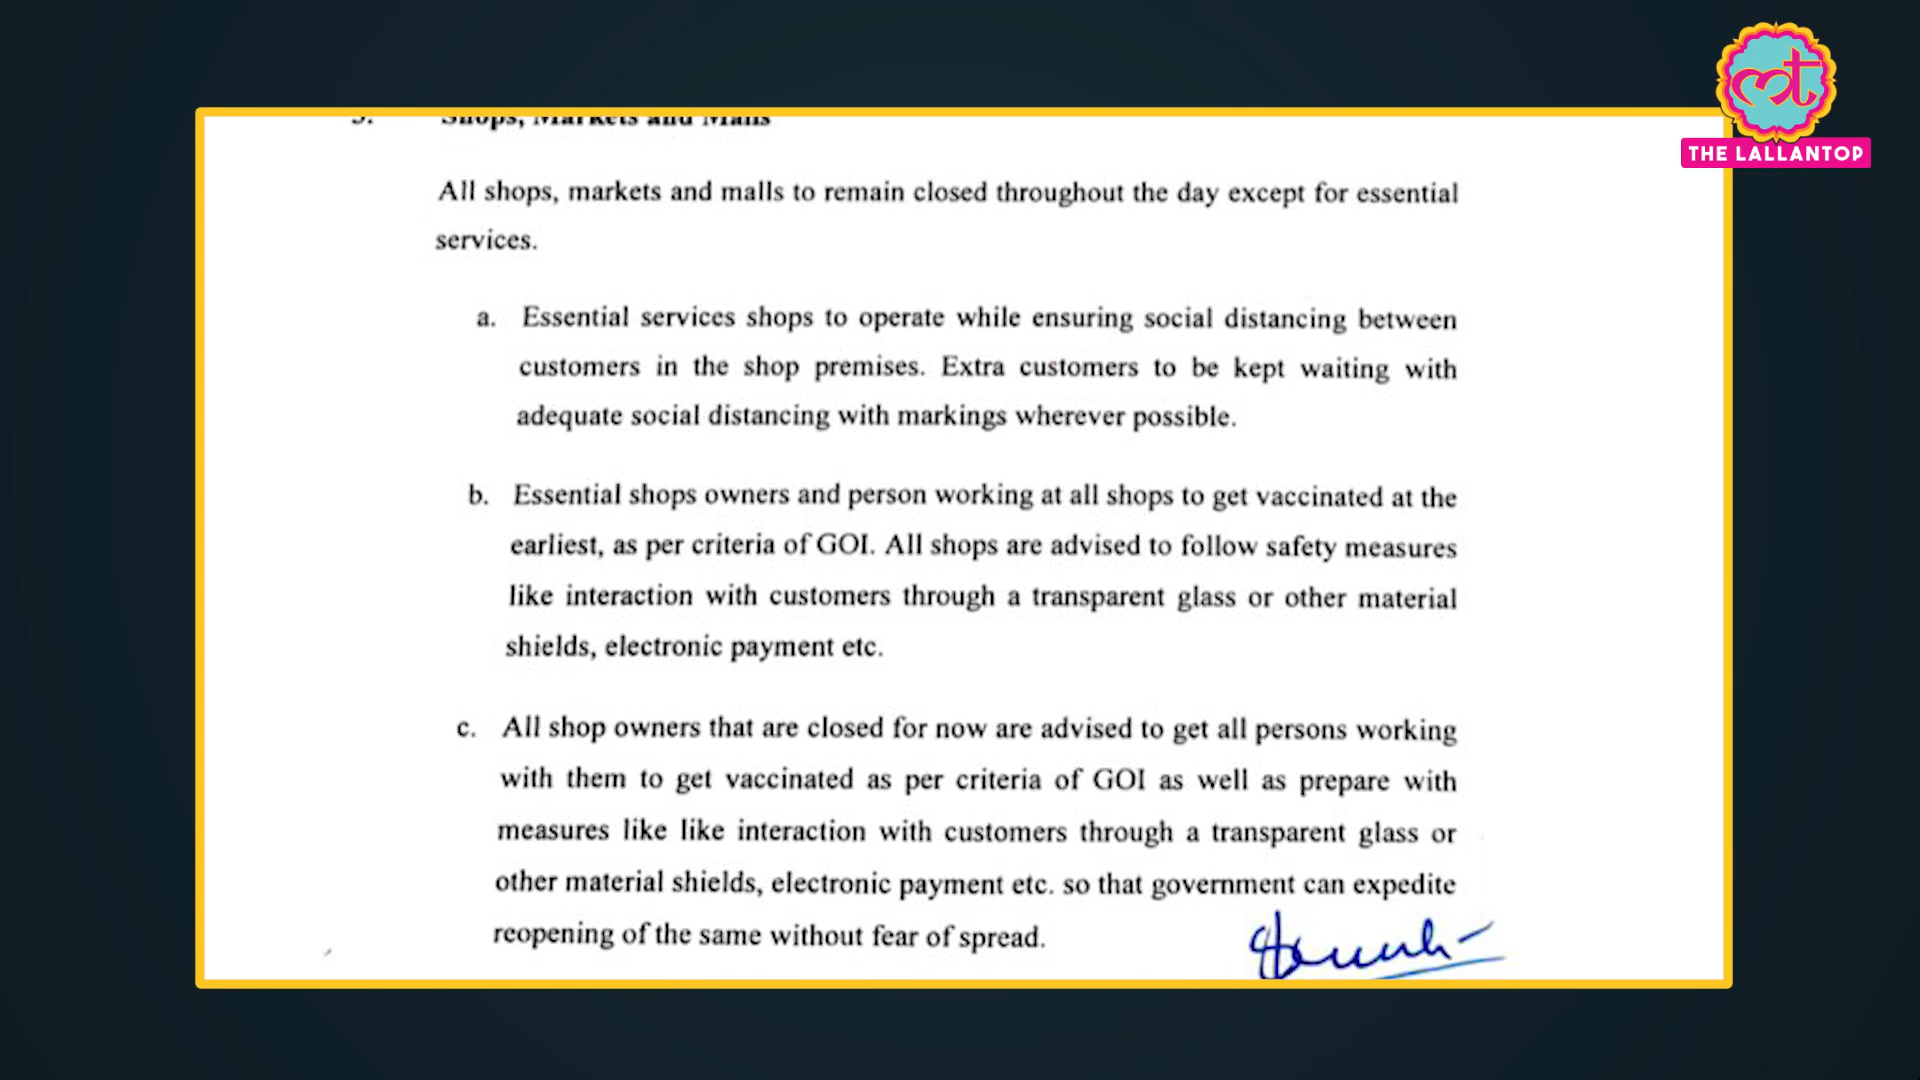 THE LALLANTOP
Shops, Markets and Malls
All shops, markets and malls to remain closed throughout the day except for essential
services.
a. Essential services shops to operate while ensuring social distancing between
customers in the shop premises. Extra customers to be kept waiting with
adequate social distancing with markings wherever possible.
b. Essential shops owners and person working at all shops to get vaccinated at the
earliest, as per criteria of GOI. All shops are advised to follow safety measures
like interaction with customers through a transparent glass or other material
shields, electronic payment etc.
c. All shop owners that are closed for now are advised to get all persons working
with them to get vaccinated as per criteria of GOI as well as prepare with
measures like like interaction with customers through a transparent glass or
other material shields, electronic payment etc. so that government can expedite
reopening of the same without fear of spread.